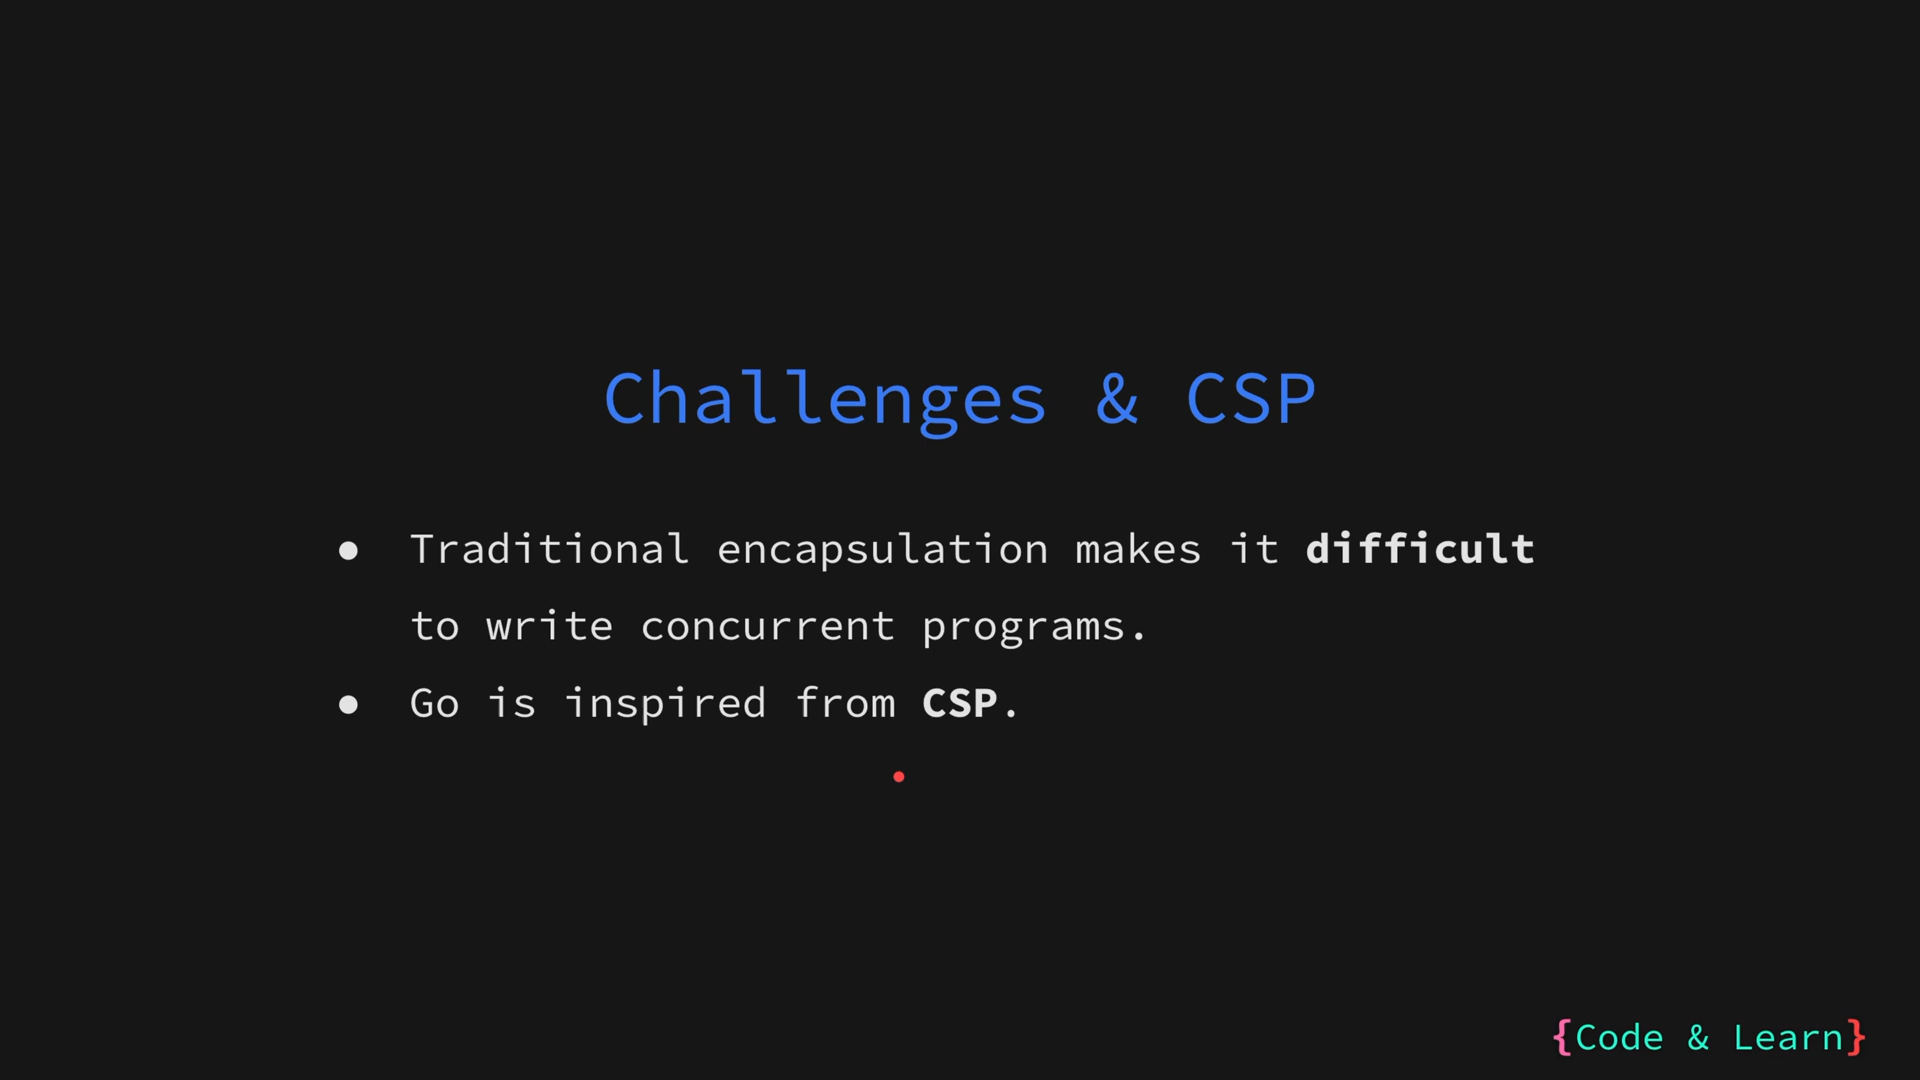 Challenges & CSP
● Traditional encapsulation makes it difficult
to write concurrent programs.
● Go is inspired from CSP.
{Code & Learn}